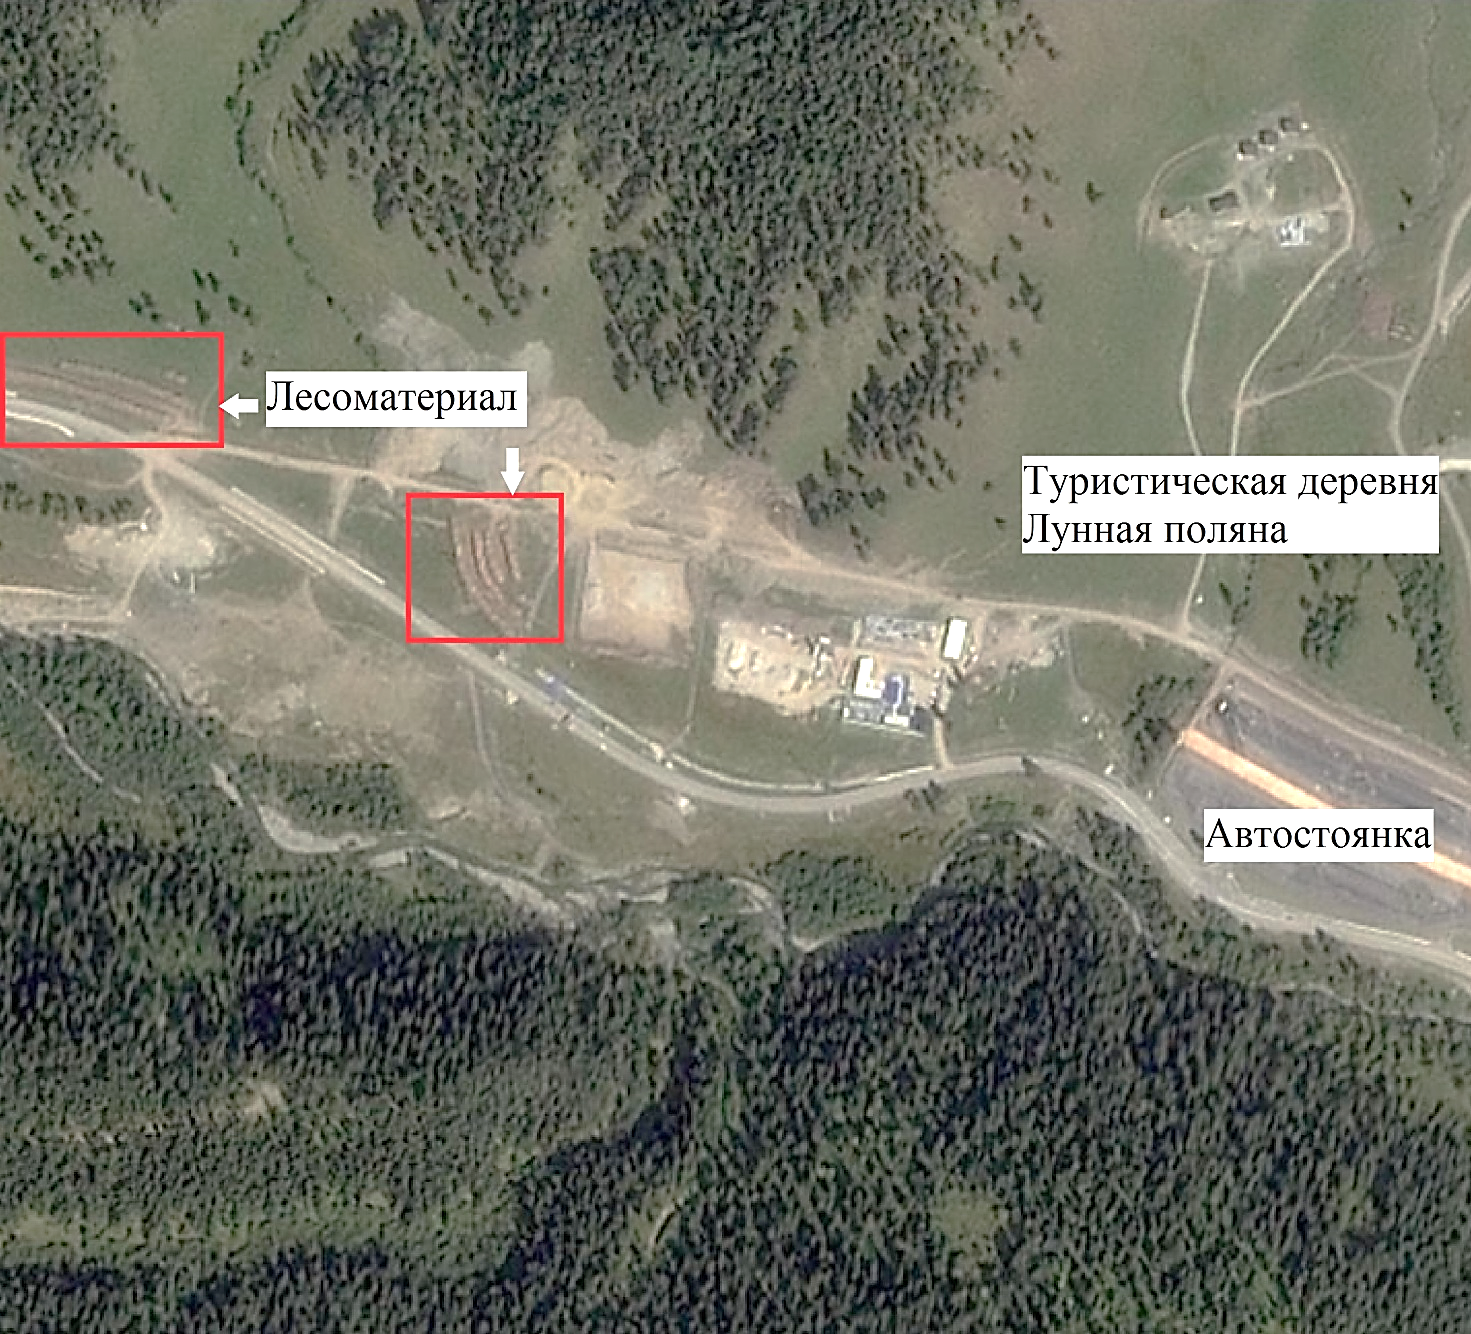 Лесоматериал
Туристическая деревня
Лунная поляна
Автостоянка